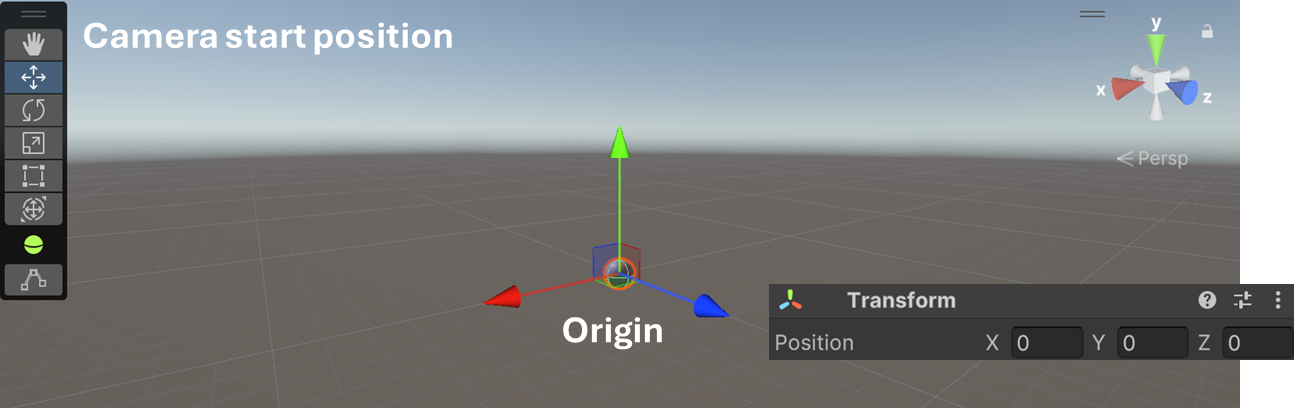 Camera start position
y
x
z
Persp
Origin
Transform
Position X 0 Y 0 Z 0